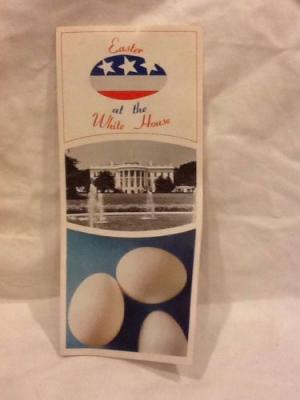 Easter
at the
White House